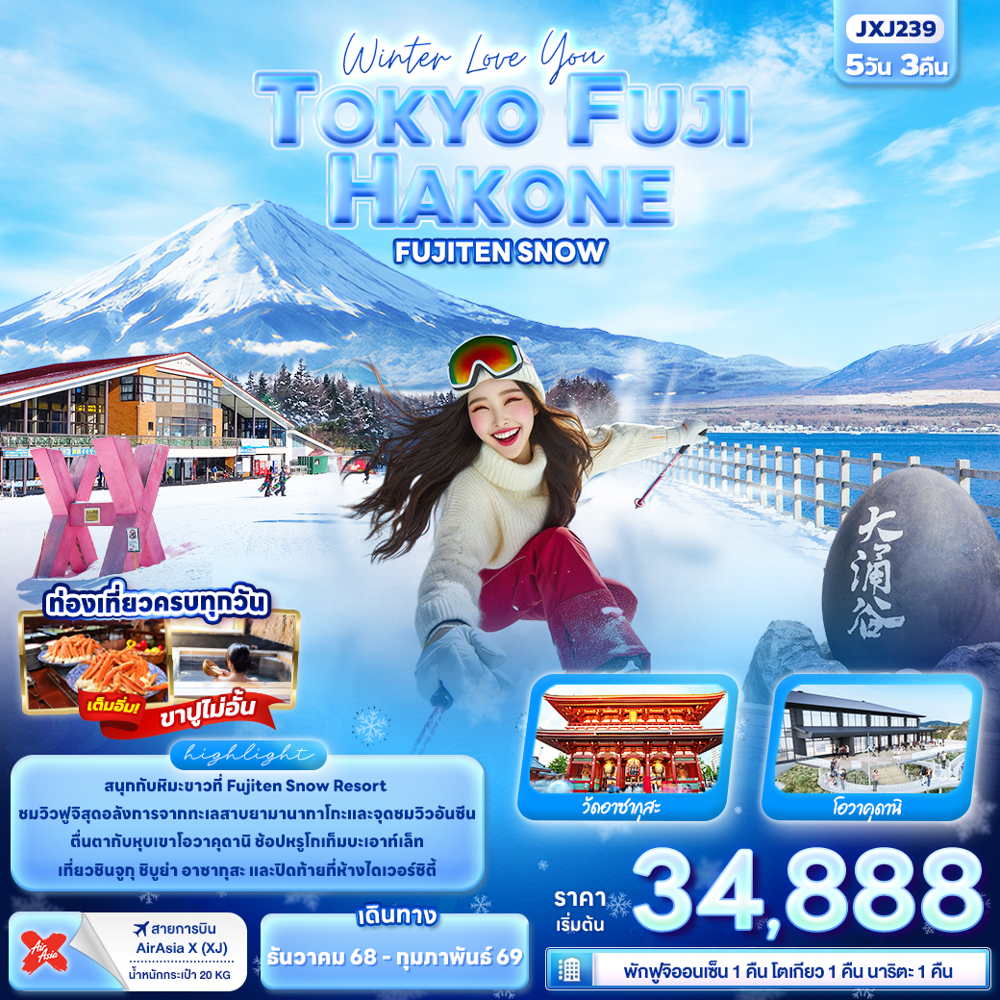 JXJ239
5วัน 3คืน
Winter Love You
TOKYO FUJI
HAKONE
FUJITEN SNOW
大涌谷
ท่องเที่ยวครบทุกวัน
เต็มอิ่ม!
ขาปูไม่อั้น
highlight
สนุกกับหิมะขาวที่ Fujiten Snow Resort
ชมวิวฟูจิสุดอลังการจากทะเลสาบยามานากาโกะและจุดชมวิวอันซีน
ตื่นตากับหุบเขาโอวาคุดานิ ช้อปหรูโกเท็มบะเอาท์เล็ท
เที่ยวชินจูกุ ชิบูย่า อาซากุสะ และปิดท้ายที่ห้างไดเวอร์ซิตี้
วัดอาซากุสะ
โอวาคุดานิ
ราคา
เริ่มต้น
34,888
Air Asia X
สายการบิน
AirAsia X (XJ)
น้ำหนักกระเป๋า 20 KG
เดินทาง
ธันวาคม 68 - กุมภาพันธ์ 69
พักฟูจิออนเซ็น 1 คืน โตเกียว 1 คืน นาริตะ 1 คืน